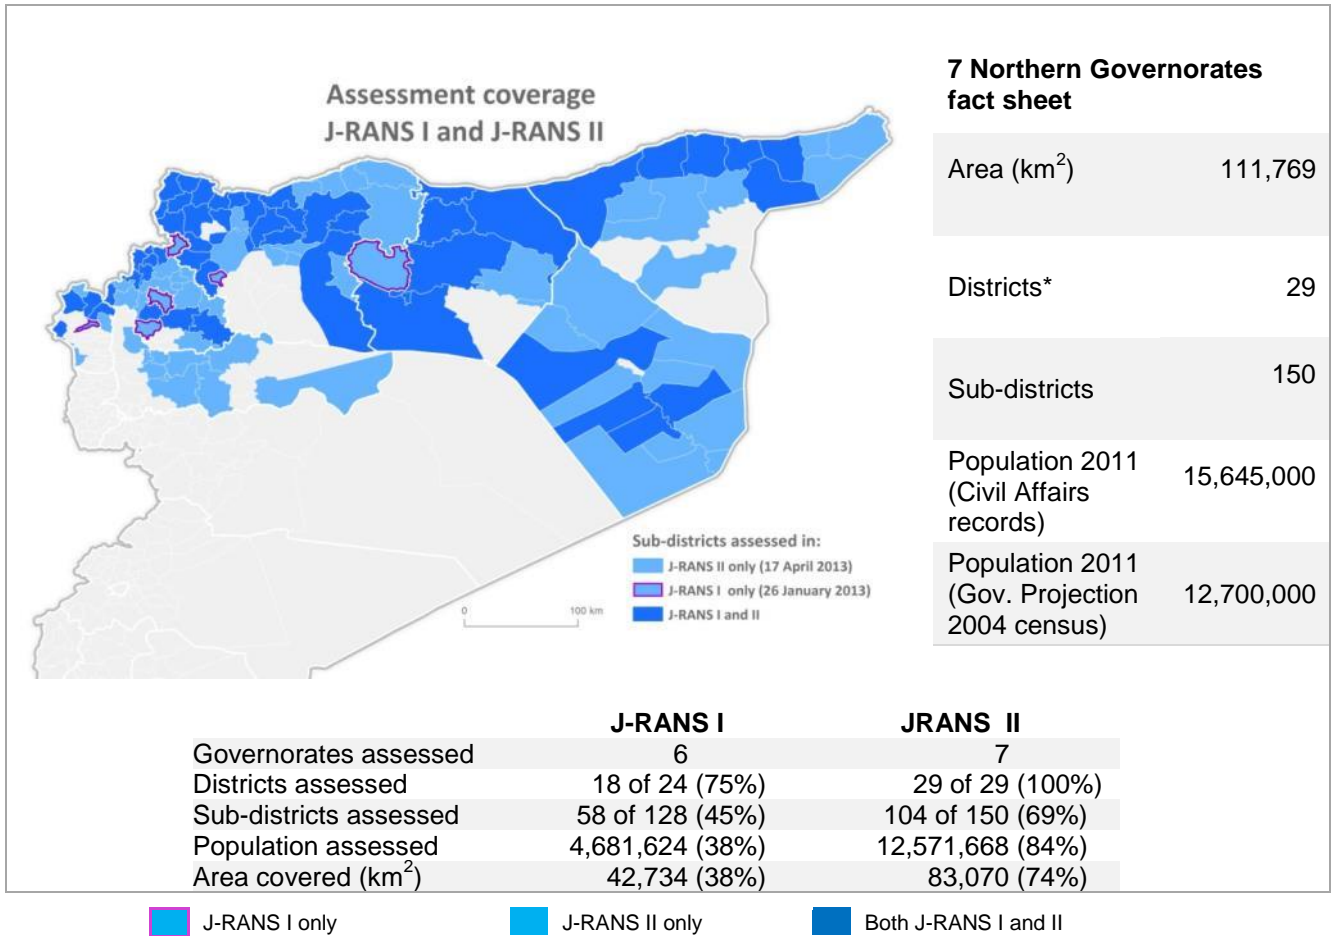 Assessment coverage
J-RANS I and J-RANS II
Sub-districts assessed in:
J-RANS II only (17 April 2013)
J-RANS I only (26 January 2013)
J-RANS I and II
0 100 km
7 Northern Governorates
fact sheet
Area (km²) 111,769
Districts* 29
Sub-districts 150
Population 2011
(Civil Affairs
records) 15,645,000
Population 2011
(Gov. Projection
2004 census) 12,700,000
J-RANS I JRANS II
Governorates assessed 6 7
Districts assessed 18 of 24 (75%) 29 of 29 (100%)
Sub-districts assessed 58 of 128 (45%) 104 of 150 (69%)
Population assessed 4,681,624 (38%) 12,571,668 (84%)
Area covered (km²) 42,734 (38%) 83,070 (74%)
J-RANS I only J-RANS II only Both J-RANS I and II